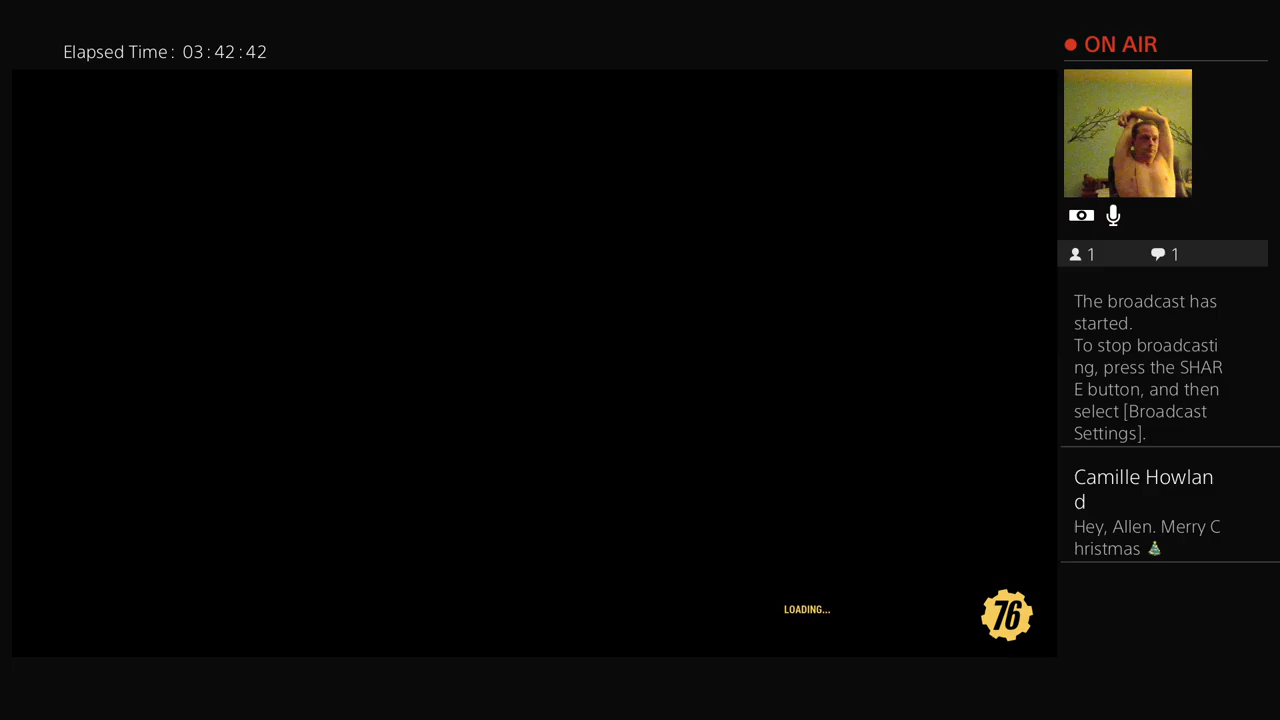 Elapsed Time: 03:42:42
ON AIR
1
1
The broadcast has
started.
To stop broadcasti
ng, press the SHAR
E button, and then
select [Broadcast
Settings].
Camille Howlan
d
Hey, Allen. Merry C
hristmas 🎄
LOADING...
76